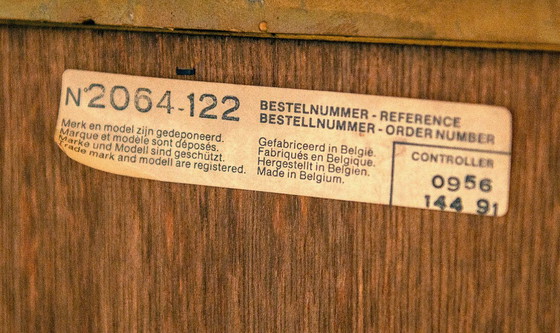 N° 2064-122
BESTELNUMMER - REFERENCE
BESTELLNUMMER - ORDER NUMBER
Merk en model zijn gedeponeerd.
Marque et modèle sont déposés.
Marke und Modell sind geschützt.
Trade mark and modell are registered.
Gefabriceerd in België.
Fabriqués en Belgique.
Hergestellt in Belgien.
Made in Belgium.
CONTROLLER
0956
144 91